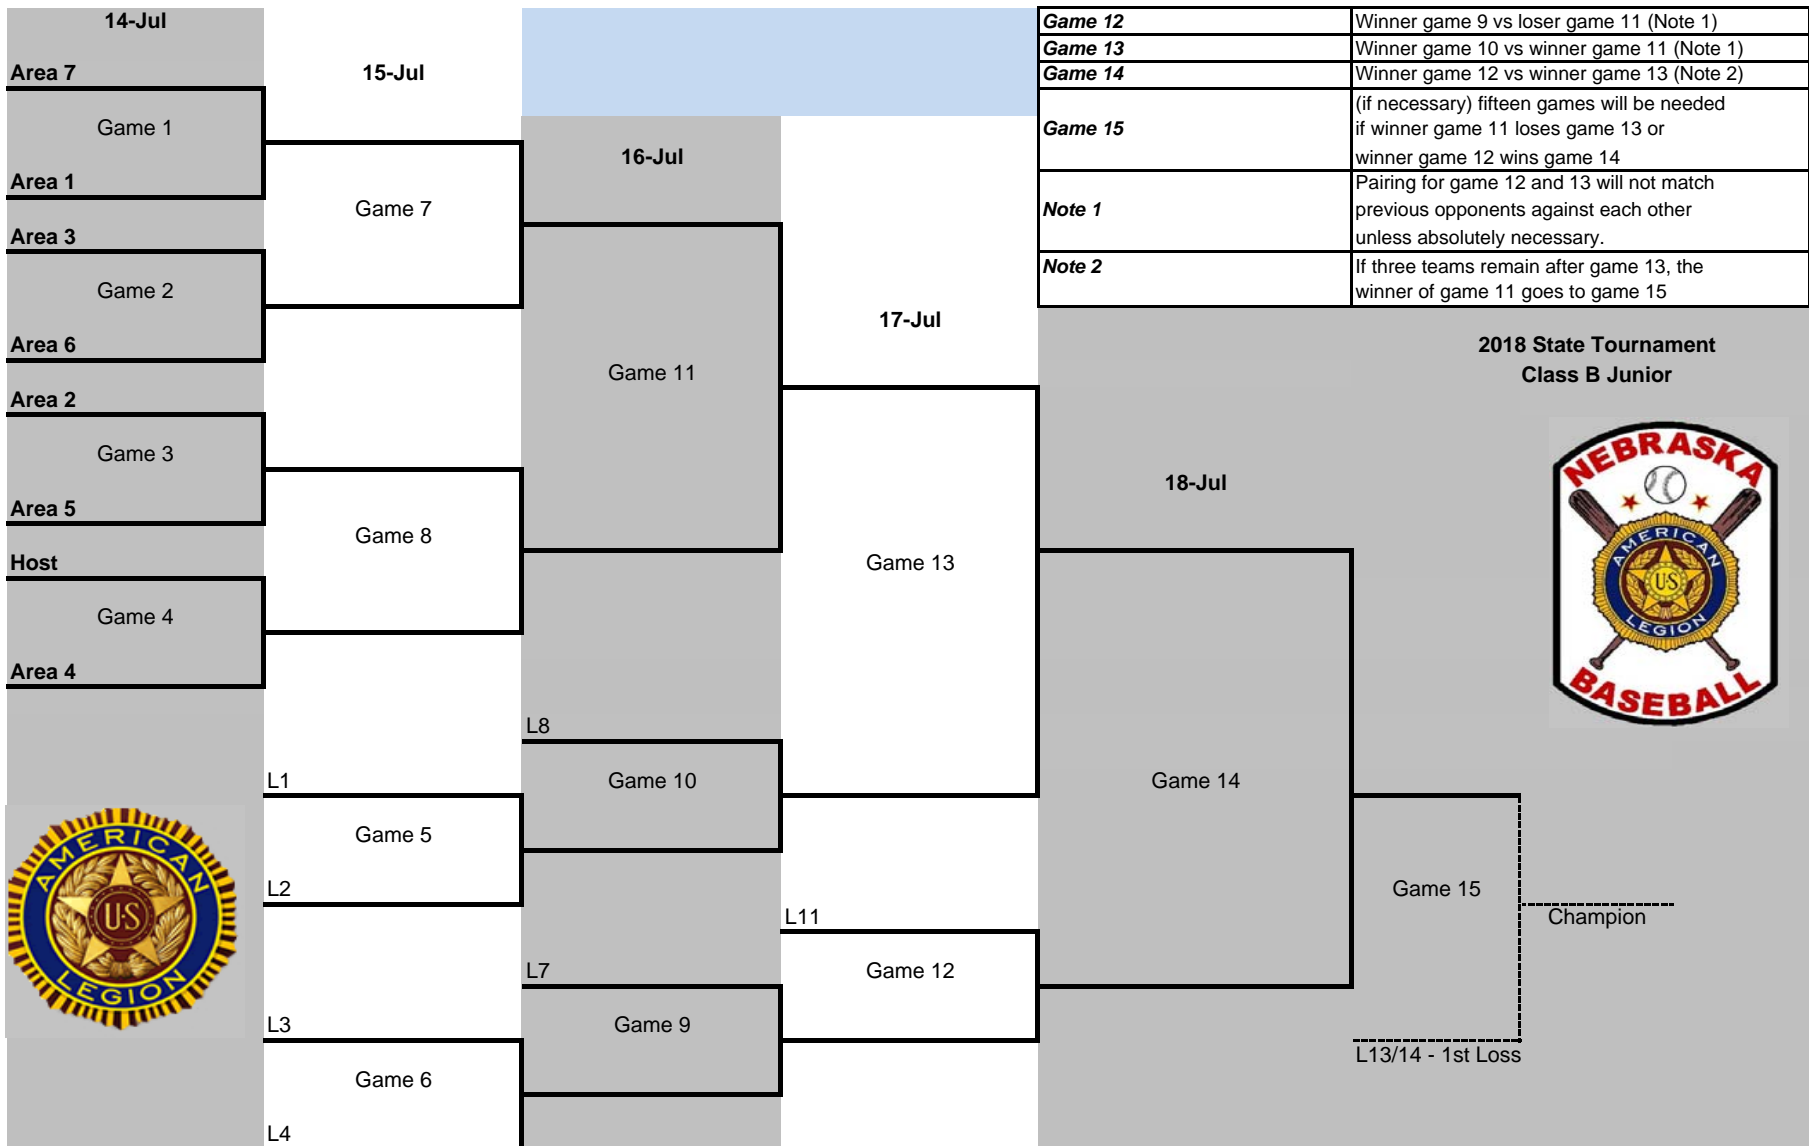 14-Jul
Area 7
Game 1
Area 1
Area 3
Game 2
Area 6
Area 2
Game 3
Area 5
Host
Game 4
Area 4
AMERICAN
U·S
LEGION
15-Jul
Game 7
Game 8
L1
Game 5
L2
L3
Game 6
L4
16-Jul
Game 11
L8
Game 10
L7
Game 9
17-Jul
Game 13
L11
Game 12
Game 12 Winner game 9 vs loser game 11 (Note 1)
Game 13 Winner game 10 vs winner game 11 (Note 1)
Game 14 Winner game 12 vs winner game 13 (Note 2)
Game 15
(if necessary) fifteen games will be needed
if winner game 11 loses game 13 or
winner game 12 wins game 14
Note 1
Pairing for game 12 and 13 will not match
previous opponents against each other
unless absolutely necessary.
Note 2
If three teams remain after game 13, the
winner of game 11 goes to game 15
2018 State Tournament
Class B Junior
NEBRASKA
AMERICAN
U·S
LEGION
BASEBALL
18-Jul
Game 14
Game 15
Champion
L13/14 - 1st Loss